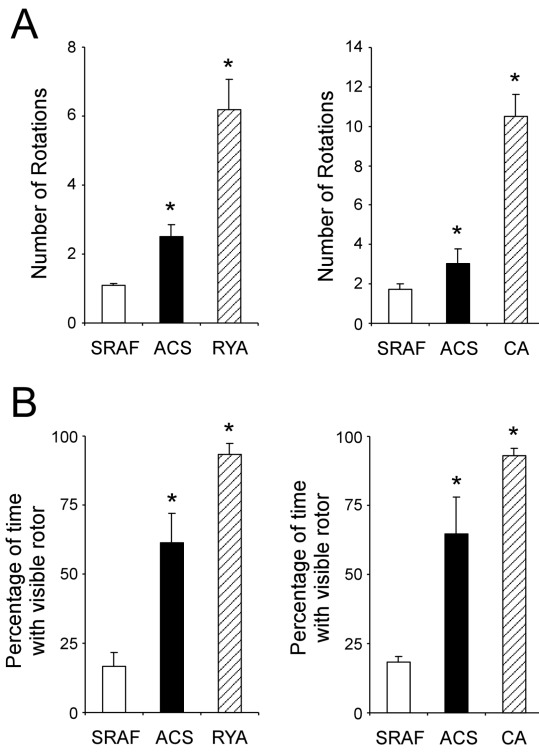 A
Number of Rotations
8
6
4
2
0
*
*
SRAF ACS RYA
Number of Rotations
14
12
10
8
6
4
2
0
*
*
SRAF ACS CA
B
Percentage of time
with visible rotor
100
75
50
25
0
*
*
SRAF ACS RYA
Percentage of time
with visible rotor
100
75
50
25
0
*
*
SRAF ACS CA